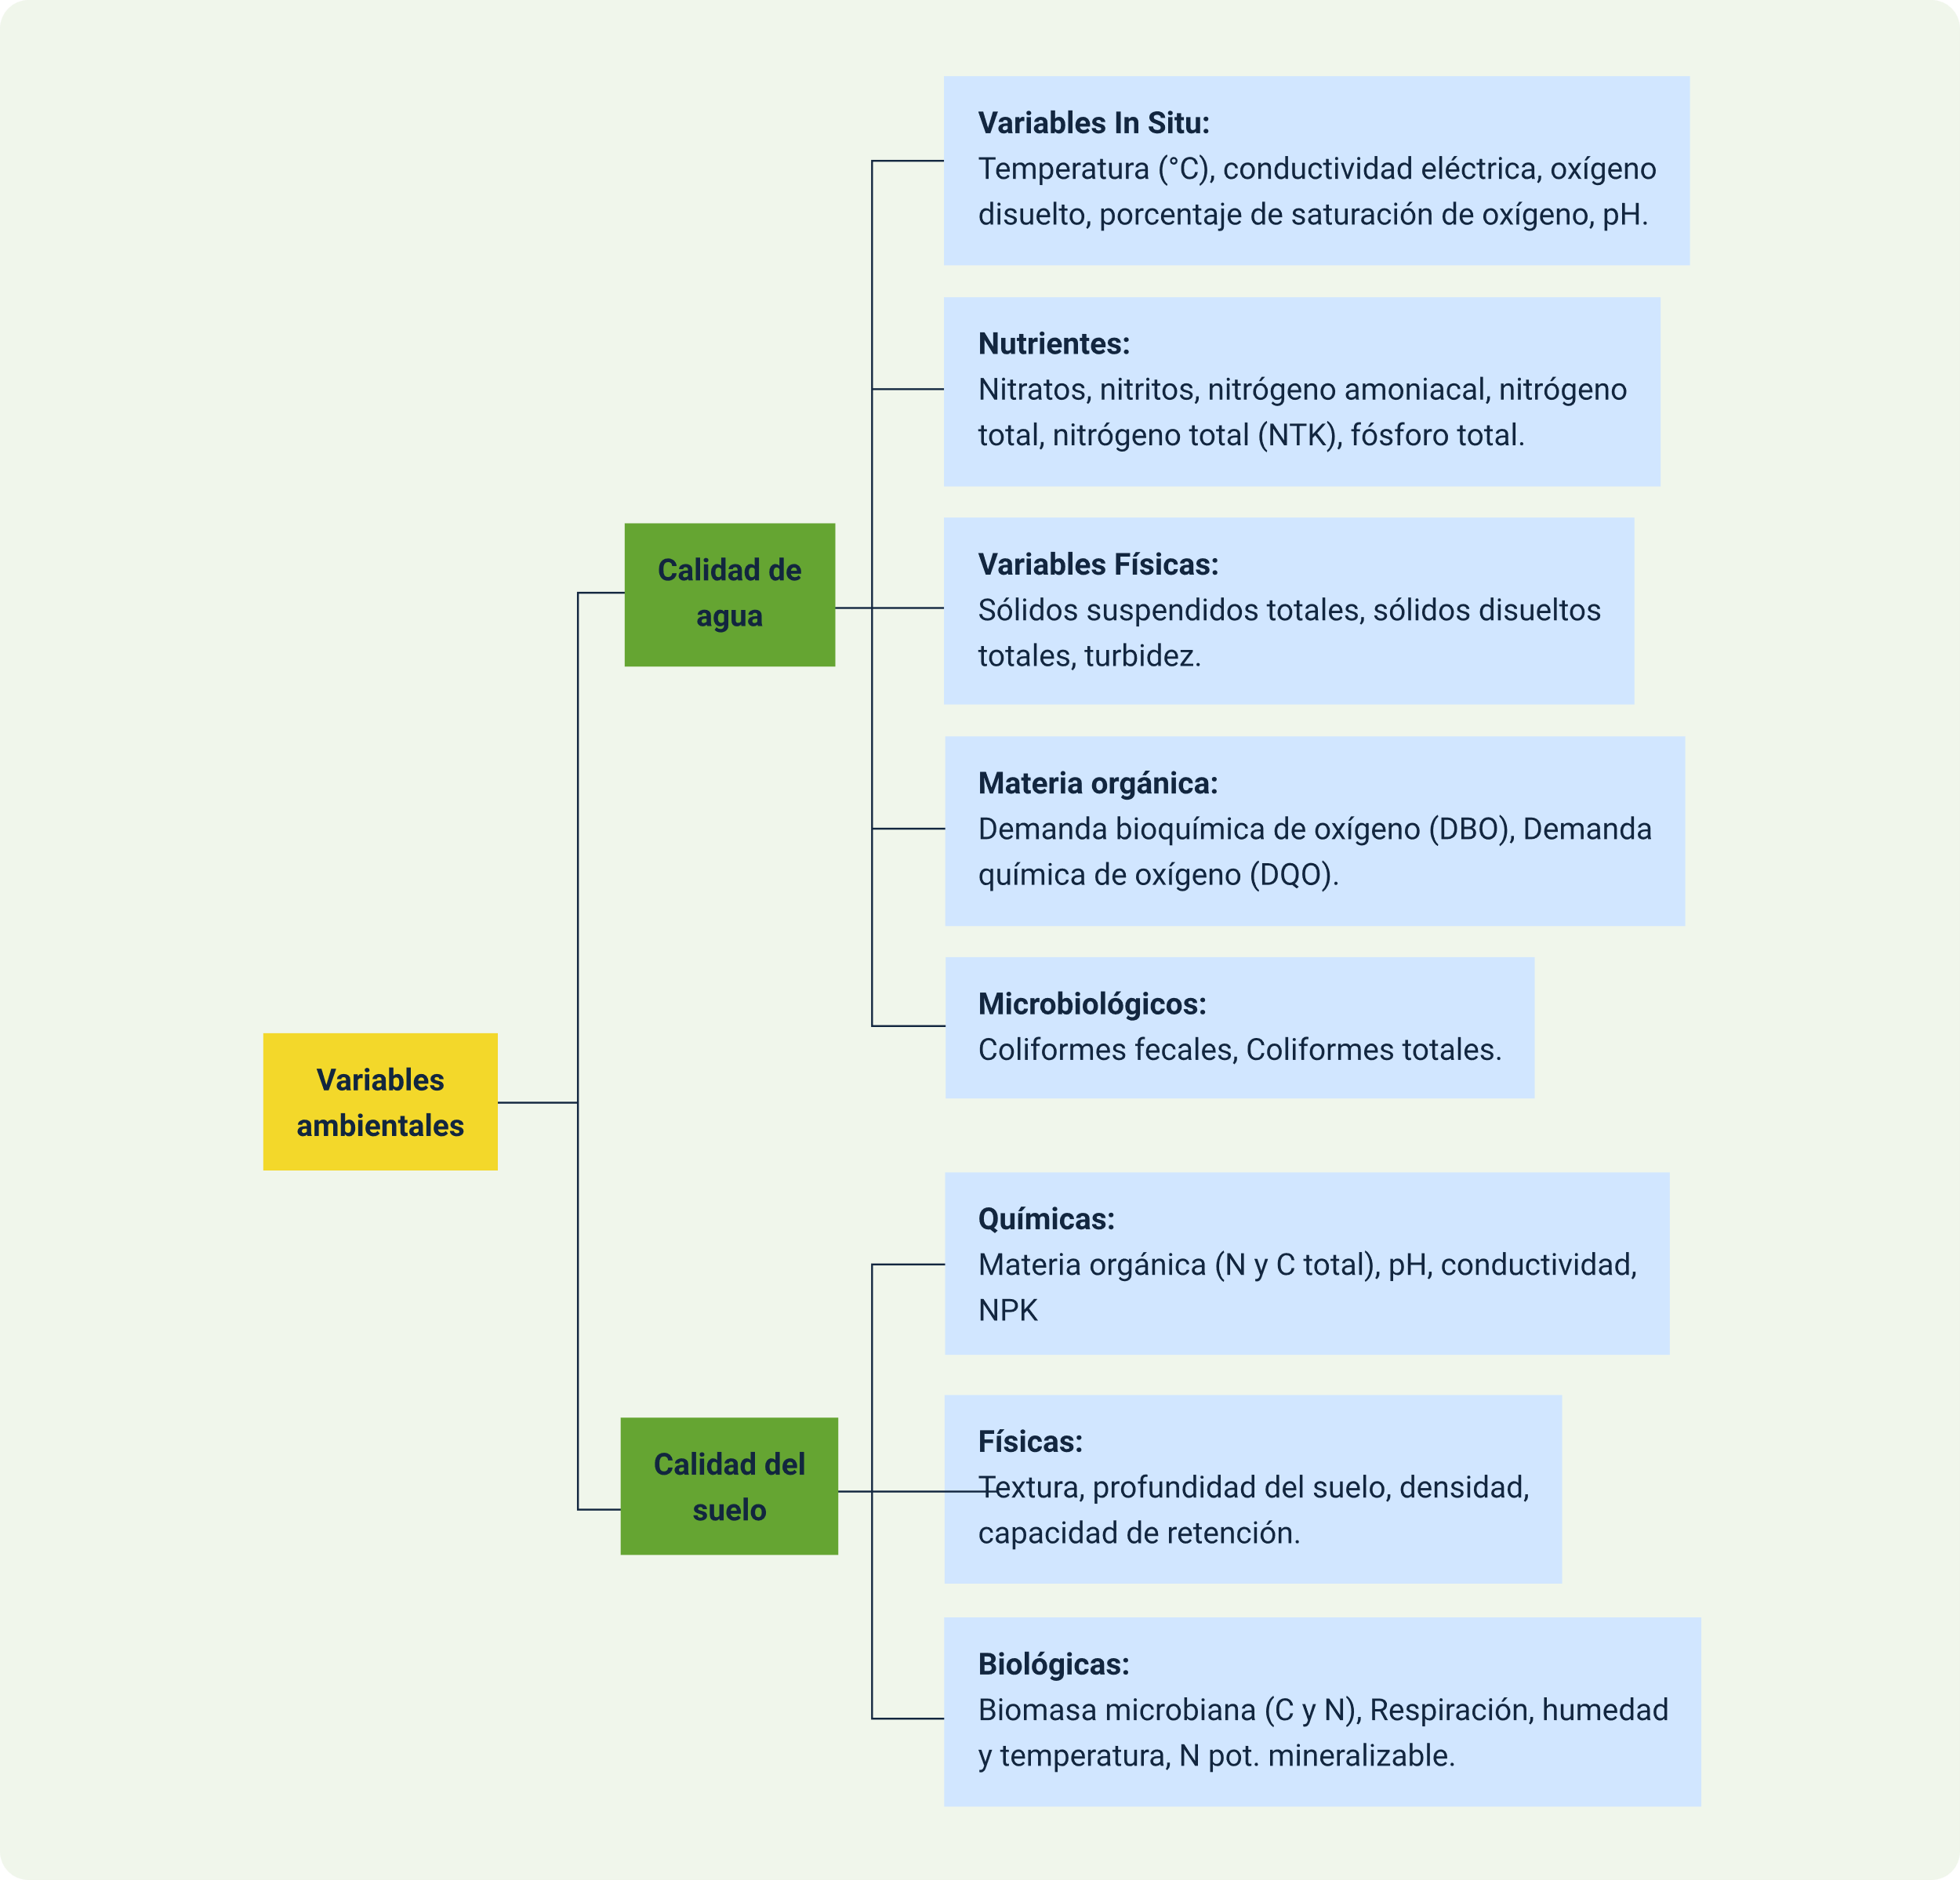 Variables In Situ:
Temperatura (°C), conductividad eléctrica, oxígeno
disuelto, porcentaje de saturación de oxígeno, pH.
Nutrientes:
Nitratos, nitritos, nitrógeno amoniacal, nitrógeno
total, nitrógeno total (NTK), fósforo total.
Calidad de
agua
Variables Físicas:
Sólidos suspendidos totales, sólidos disueltos
totales, turbidez.
Materia orgánica:
Demanda bioquímica de oxígeno (DBO), Demanda
química de oxígeno (DQO).
Microbiológicos:
Coliformes fecales, Coliformes totales.
Variables
ambientales
Químicas:
Materia orgánica (N y C total), pH, conductividad,
NPK
Calidad del
suelo
Físicas:
Textura, profundidad del suelo, densidad,
capacidad de retención.
Biológicas:
Biomasa microbiana (C y N), Respiración, humedad
y temperatura, N pot. mineralizable.